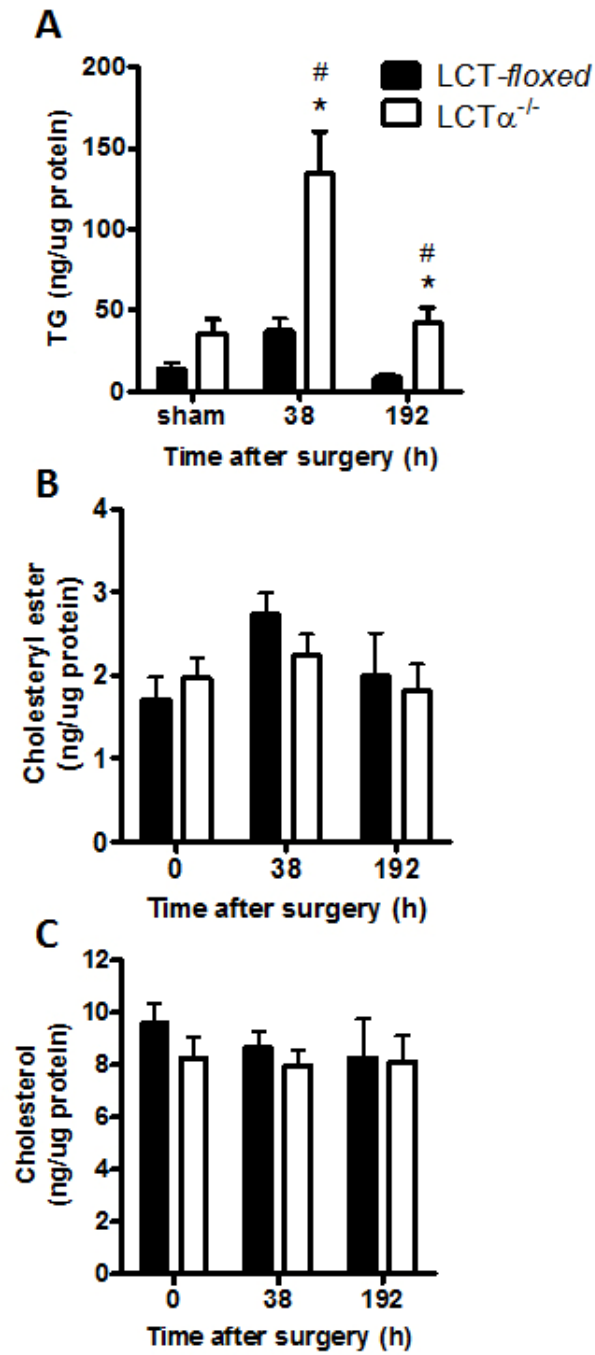 A
200
150
100
50
0
TG (ng/ug protein)
#
*
#
*
LCT-floxed
LCTα-/-
sham 38 192
Time after surgery (h)
B
4
3
2
1
0
Cholesteryl ester
(ng/ug protein)
0 38 192
Time after surgery (h)
C
12
10
8
6
4
2
0
Cholesterol
(ng/ug protein)
0 38 192
Time after surgery (h)